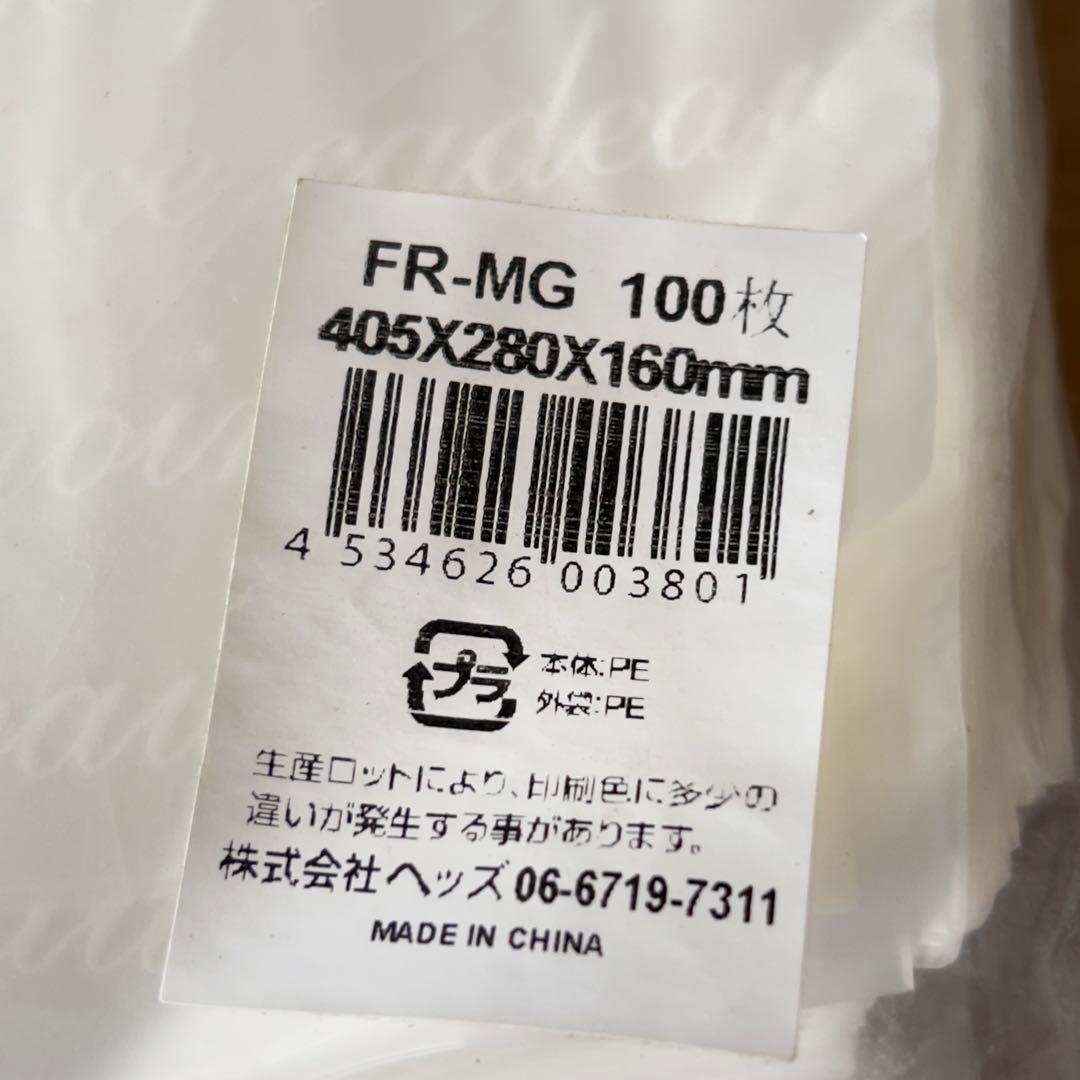 ce cadeau
FR-MG 100枚
405X280X160mm
4 534626 003801
プラ
本体:PE
外袋:PE
生産ロットにより、印刷色に多少の
違いが発生する事があります。
株式会社ヘッズ 06-6719-7311
MADE IN CHINA